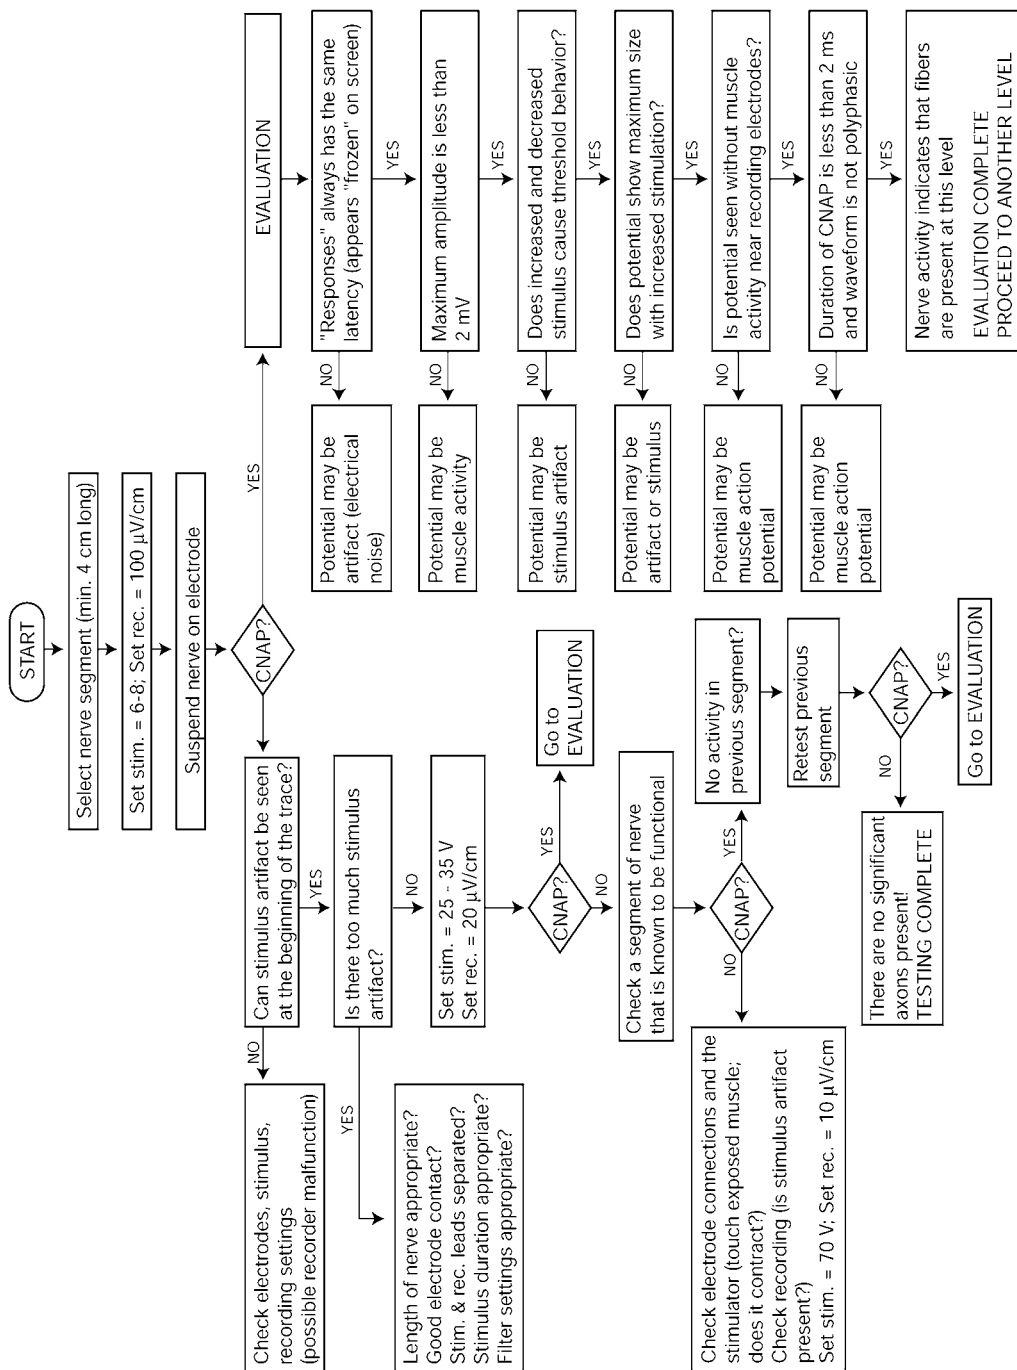 START
Select nerve segment (min. 4 cm long)
Set stim. = 6-8; Set rec. = 100 µV/cm
Suspend nerve on electrode
CNAP?
YES
EVALUATION
"Responses" always has the same
latency (appears "frozen" on screen)
NO
Potential may be
artifact (electrical
noise)
YES
Maximum amplitude is less than
2 mV
NO
Potential may be
muscle activity
YES
Does increased and decreased
stimulus cause threshold behavior?
NO
Potential may be
stimulus artifact
YES
Does potential show maximum size
with increased stimulation?
NO
Potential may be
artifact or stimulus
YES
Is potential seen without muscle
activity near recording electrodes?
NO
Potential may be
muscle action
potential
YES
Duration of CNAP is less than 2 ms
and waveform is not polyphasic
NO
Potential may be
muscle action
potential
YES
Nerve activity indicates that fibers
are present at this level
EVALUATION COMPLETE
PROCEED TO ANOTHER LEVEL
Can stimulus artifact be seen
at the beginning of the trace?
NO
Check electrodes, stimulus,
recording settings
(possible recorder malfunction)
YES
Is there too much stimulus
artifact?
YES
Length of nerve appropriate?
Good electrode contact?
Stim. & rec. leads separated?
Stimulus duration appropriate?
Filter settings appropriate?
NO
Set stim. = 25 - 35 V
Set rec. = 20 µV/cm
CNAP?
YES
Go to
EVALUATION
NO
Check a segment of nerve
that is known to be functional
CNAP?
NO
Check electrode connections and the
stimulator (touch exposed muscle;
does it contract?)
Check recording (is stimulus artifact
present?)
Set stim. = 70 V; Set rec. = 10 µV/cm
YES
No activity in
previous segment?
Retest previous
segment
CNAP?
NO
There are no significant
axons present!
TESTING COMPLETE
YES
Go to EVALUATION